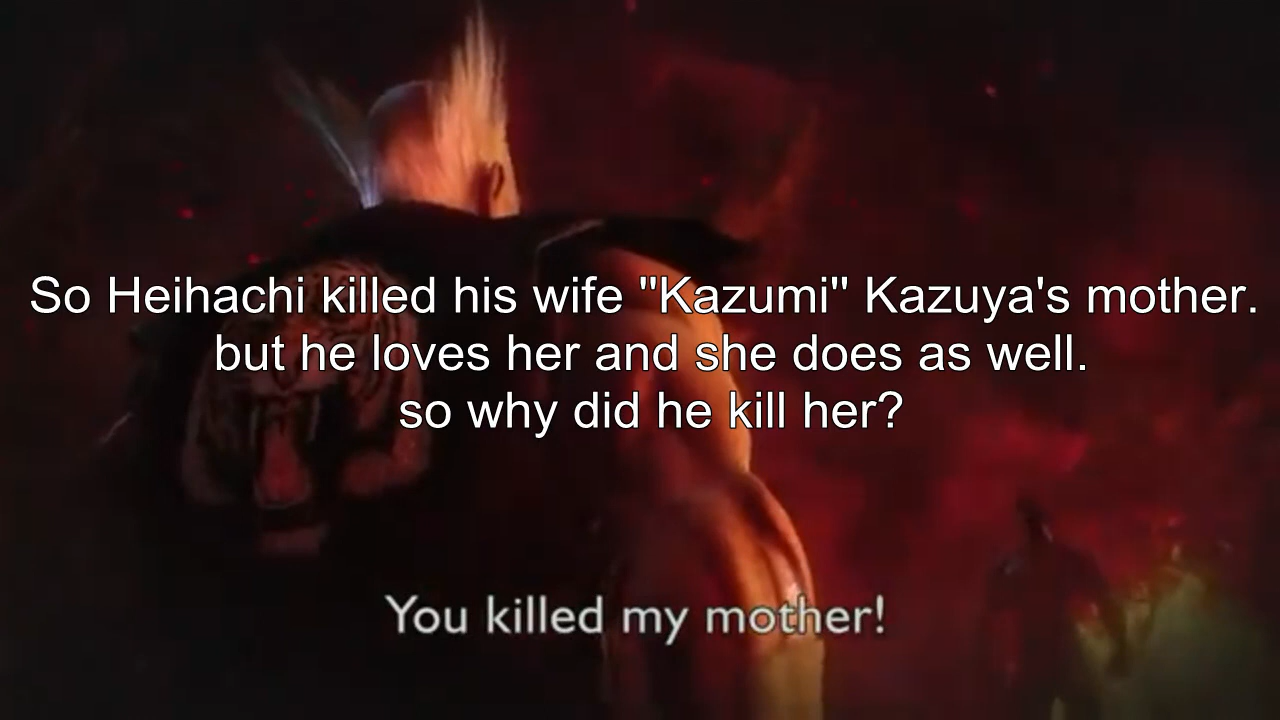 So Heihachi killed his wife "Kazumi" Kazuya's mother.
but he loves her and she does as well.
so why did he kill her?
You killed my mother!